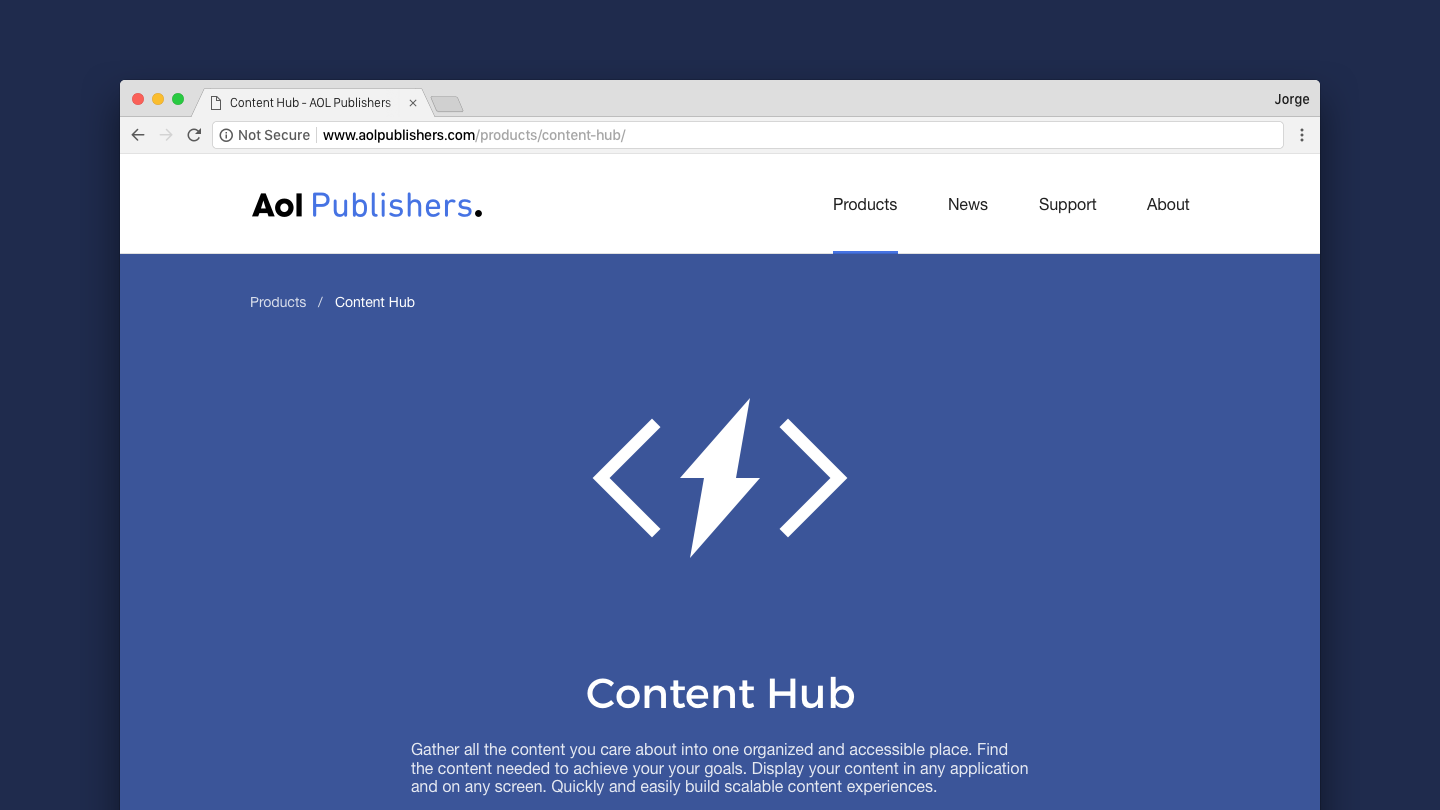 Content Hub - AOL Publishers
Jorge
Not Secure www.aolpublishers.com/products/content-hub/
Aol Publishers.
Products News Support About
Products / Content Hub
Content Hub
Gather all the content you care about into one organized and accessible place. Find
the content needed to achieve your your goals. Display your content in any application
and on any screen. Quickly and easily build scalable content experiences.